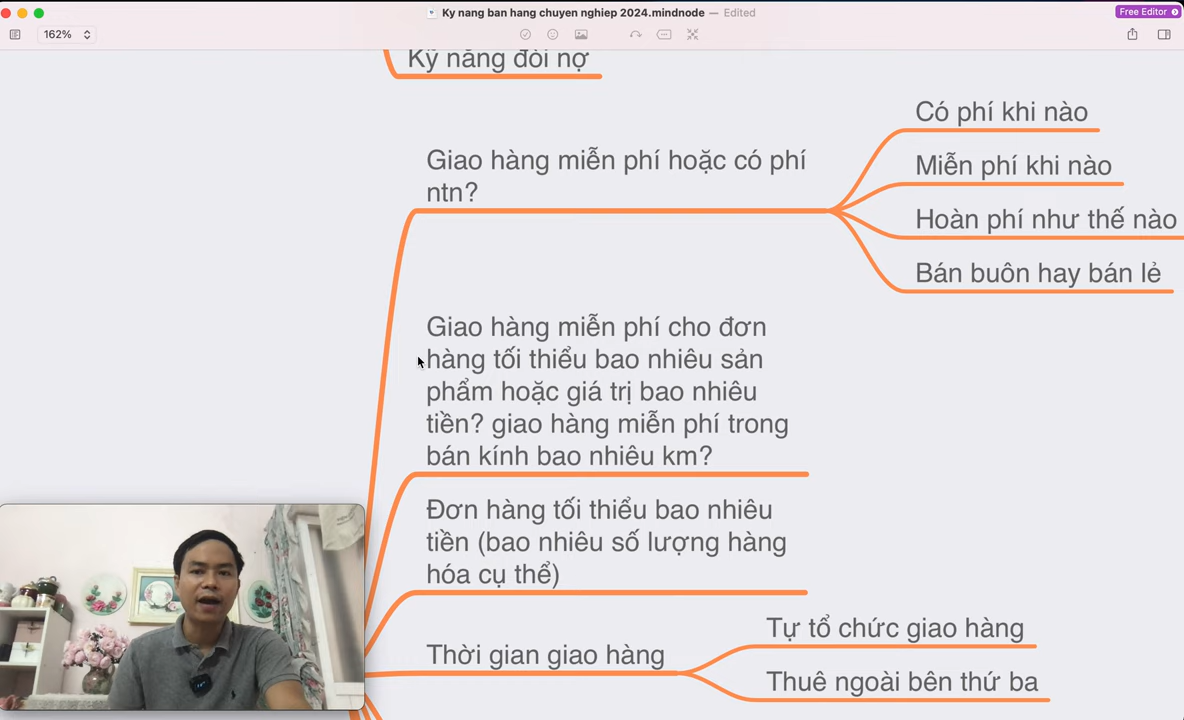 Ky nang ban hang chuyen nghiep 2024.mindnode — Edited
Free Editor
162%
Kỹ năng đòi nợ
Giao hàng miễn phí hoặc có phí
ntn?
Có phí khi nào
Miễn phí khi nào
Hoàn phí như thế nào
Bán buôn hay bán lẻ
Giao hàng miễn phí cho đơn
hàng tối thiểu bao nhiêu sản
phẩm hoặc giá trị bao nhiêu
tiền? giao hàng miễn phí trong
bán kính bao nhiêu km?
Đơn hàng tối thiểu bao nhiêu
tiền (bao nhiêu số lượng hàng
hóa cụ thể)
Thời gian giao hàng
Tự tổ chức giao hàng
Thuê ngoài bên thứ ba